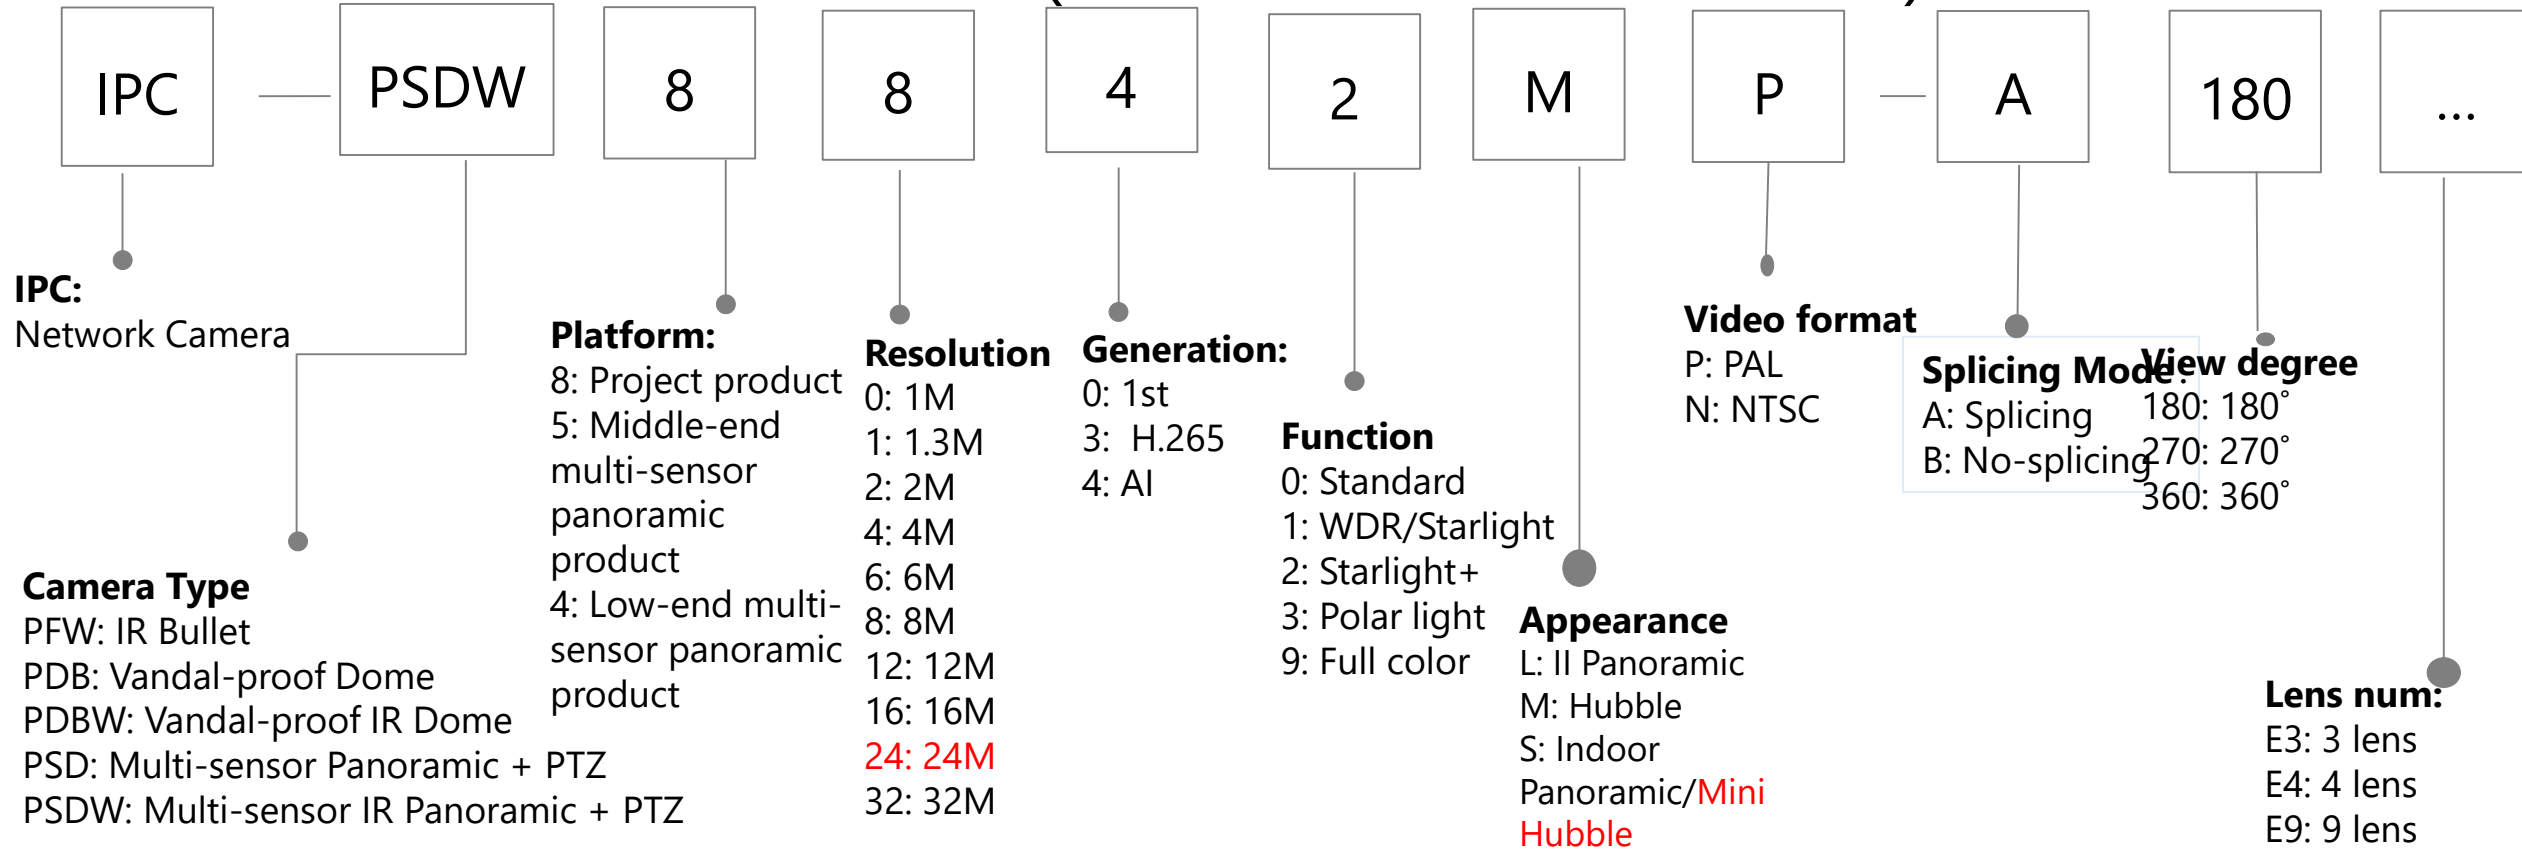 IPC
PSDW
8
8
4
2
M
P
A
180
...
IPC:
Network Camera
Camera Type
PFW: IR Bullet
PDB: Vandal-proof Dome
PDBW: Vandal-proof IR Dome
PSD: Multi-sensor Panoramic + PTZ
PSDW: Multi-sensor IR Panoramic + PTZ
Platform:
8: Project product
5: Middle-end
multi-sensor
panoramic
product
4: Low-end multi-
sensor panoramic
product
Resolution
0: 1M
1: 1.3M
2: 2M
4: 4M
6: 6M
8: 8M
12: 12M
16: 16M
24: 24M
32: 32M
Generation:
0: 1st
3: H.265
4: AI
Function
0: Standard
1: WDR/Starlight
2: Starlight+
3: Polar light
9: Full color
Appearance
L: II Panoramic
M: Hubble
S: Indoor
Panoramic/Mini
Hubble
Video format
P: PAL
N: NTSC
Splicing Mode:
A: Splicing
B: No-splicing
View degree
180: 180°
270: 270°
360: 360°
Lens num:
E3: 3 lens
E4: 4 lens
E9: 9 lens